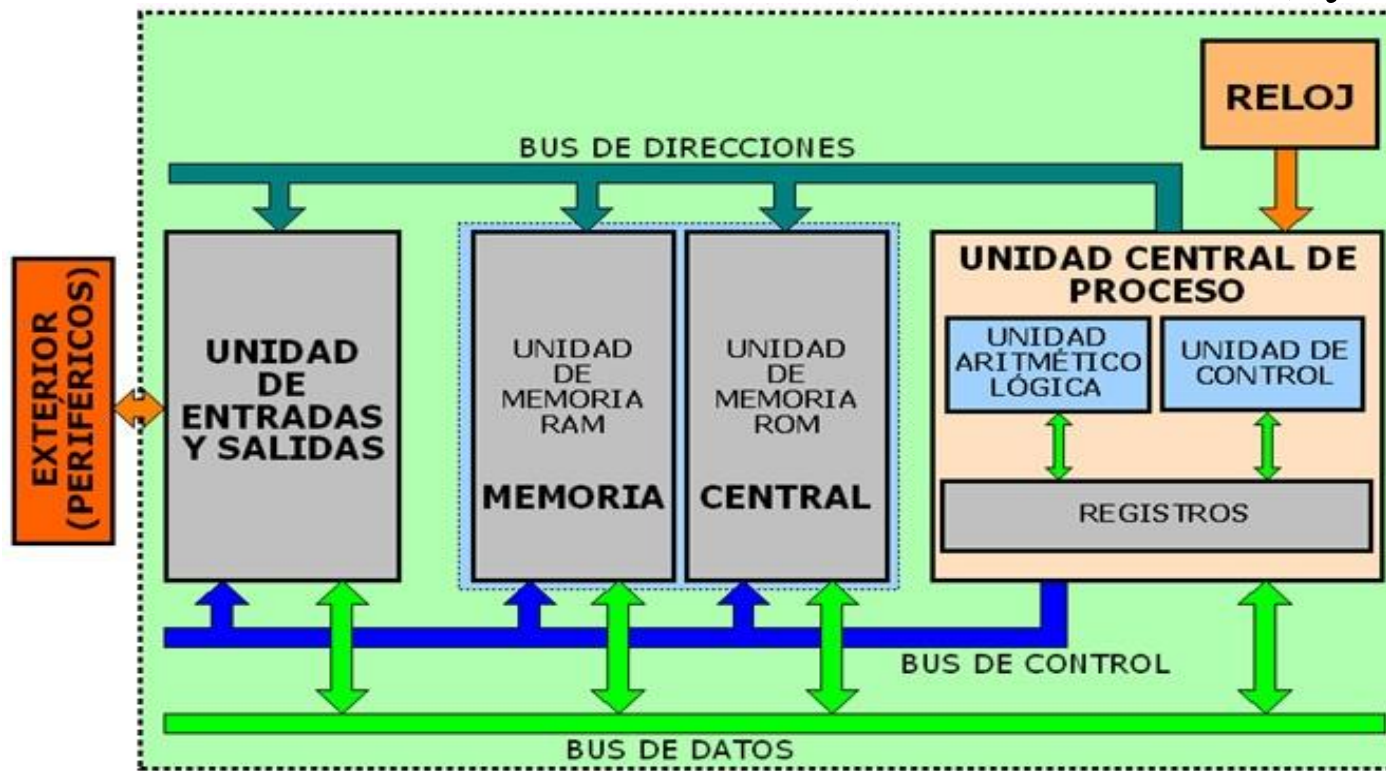 RELOJ
BUS DE DIRECCIONES
EXTÉRIOR
(PERIFÉRICOS)
UNIDAD
DE
ENTRADAS
Y SALIDAS
UNIDAD
DE
MEMORIA
RAM
MEMORIA
UNIDAD
DE
MEMORIA
ROM
CENTRAL
UNIDAD CENTRAL DE
PROCESO
UNIDAD
ARITMÉTICO
LÓGICA
UNIDAD DE
CONTROL
REGISTROS
BUS DE CONTROL
BUS DE DATOS